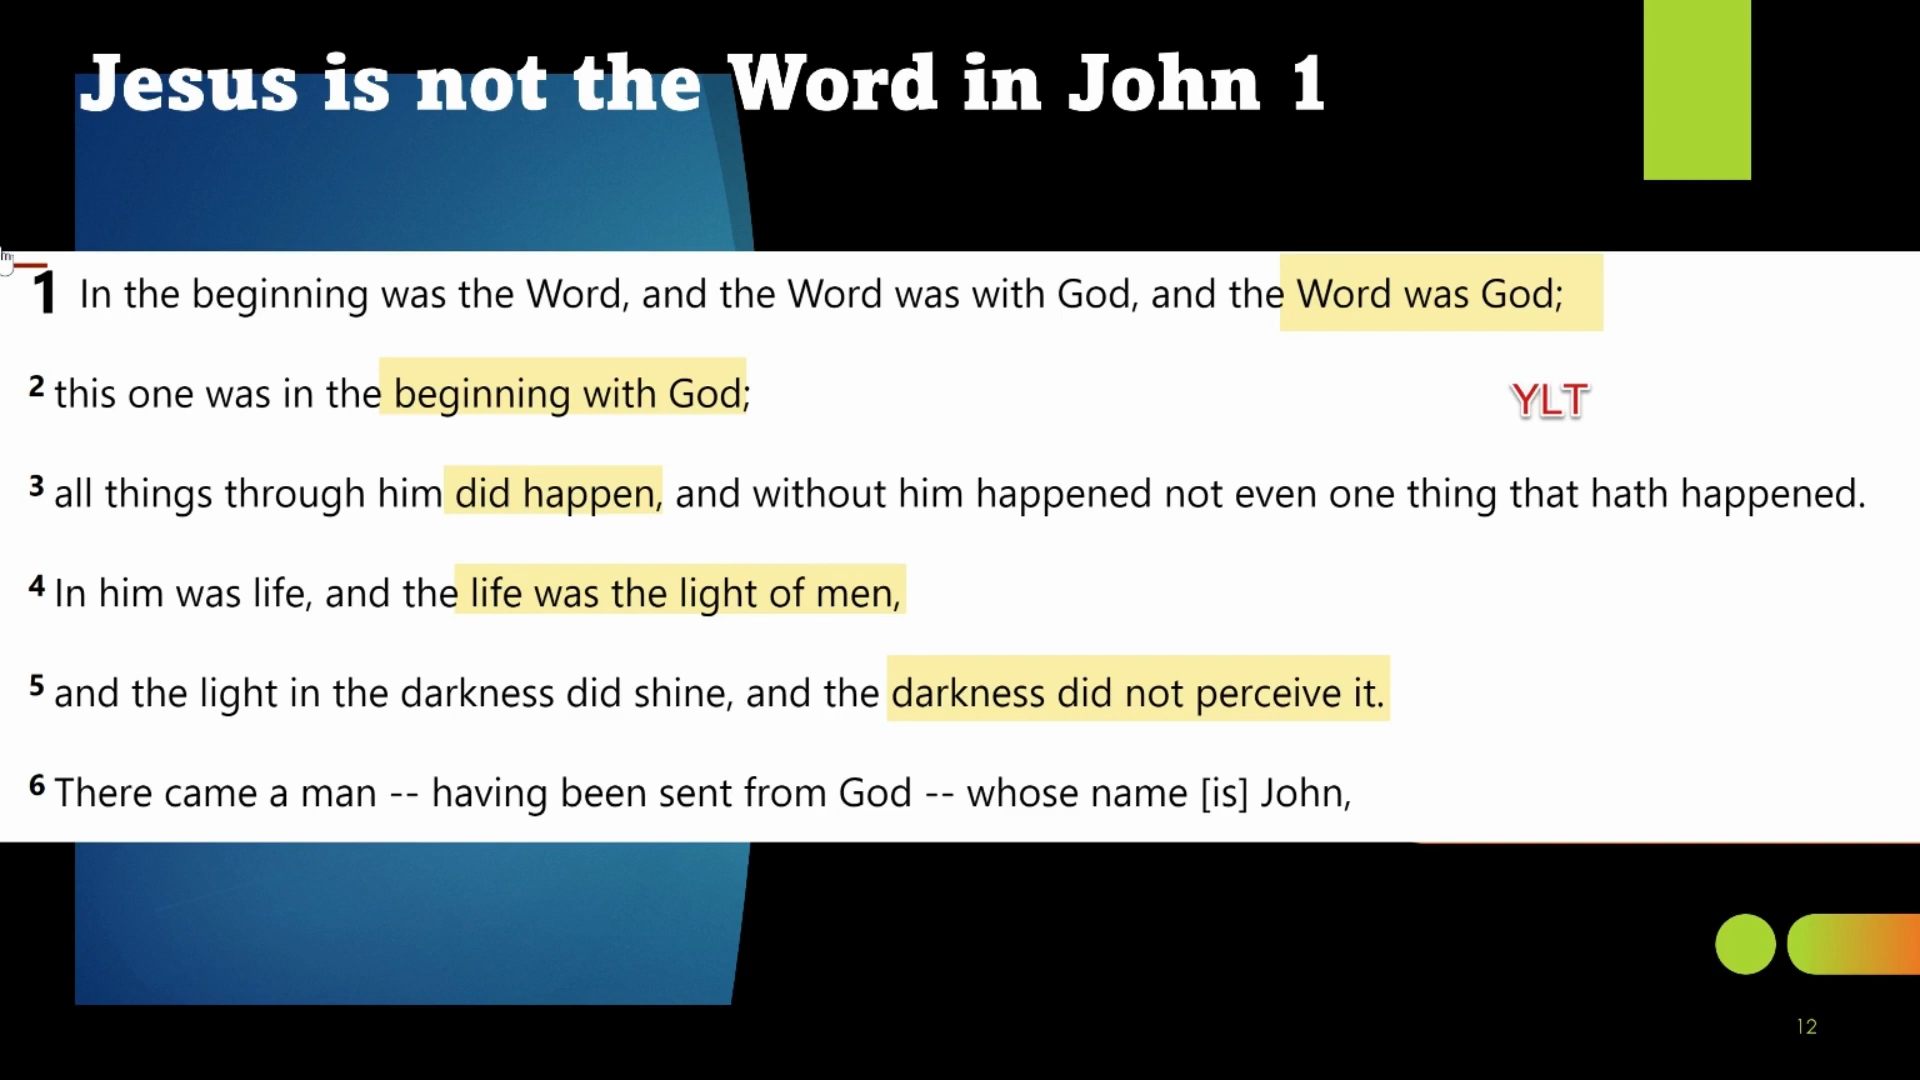 Jesus is not the Word in John 1
1 In the beginning was the Word, and the Word was with God, and the Word was God;
2 this one was in the beginning with God;
YLT
3 all things through him did happen, and without him happened not even one thing that hath happened.
4 In him was life, and the life was the light of men,
5 and the light in the darkness did shine, and the darkness did not perceive it.
6 There came a man -- having been sent from God -- whose name [is] John,
12